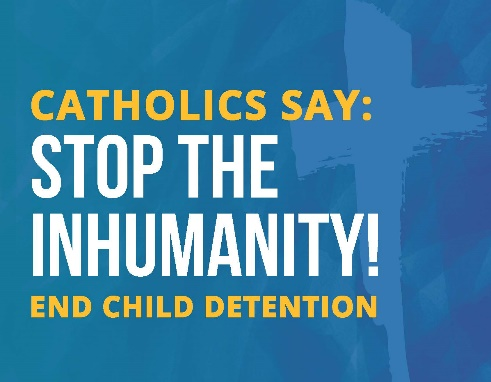 CATHOLICS SAY:
STOP THE
INHUMANITY!
END CHILD DETENTION